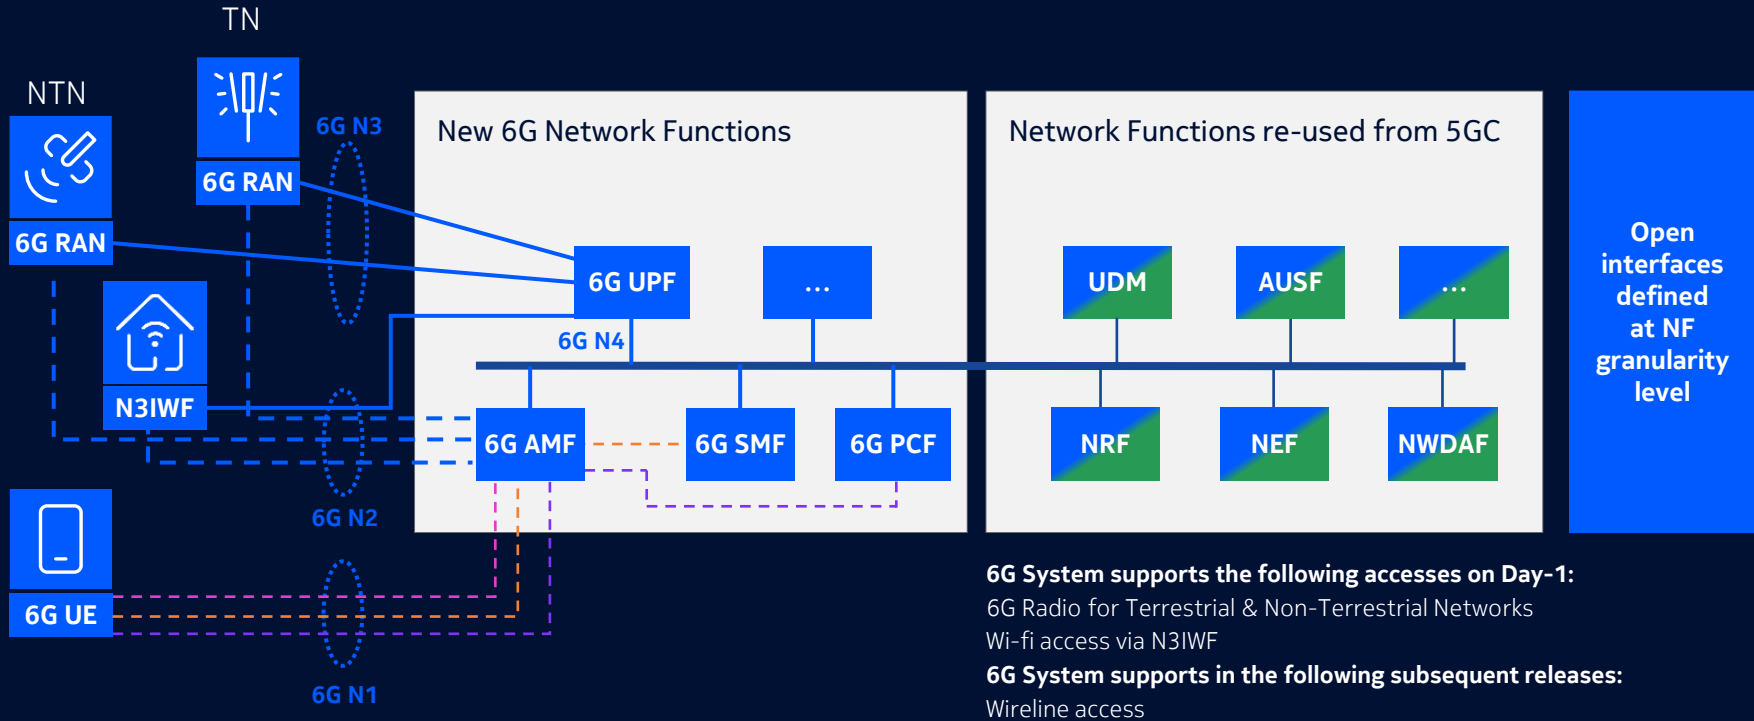 TN
NTN
6G N3
6G RAN
6G RAN
N3IWF
6G N2
6G UE
6G N1
New 6G Network Functions
6G UPF
...
6G N4
6G AMF
6G SMF
6G PCF
Network Functions re-used from 5GC
UDM
AUSF
...
NRF
NEF
NWDAF
Open
interfaces
defined
at NF
granularity
level
6G System supports the following accesses on Day-1:
6G Radio for Terrestrial & Non-Terrestrial Networks
Wi-fi access via N3IWF
6G System supports in the following subsequent releases:
Wireline access